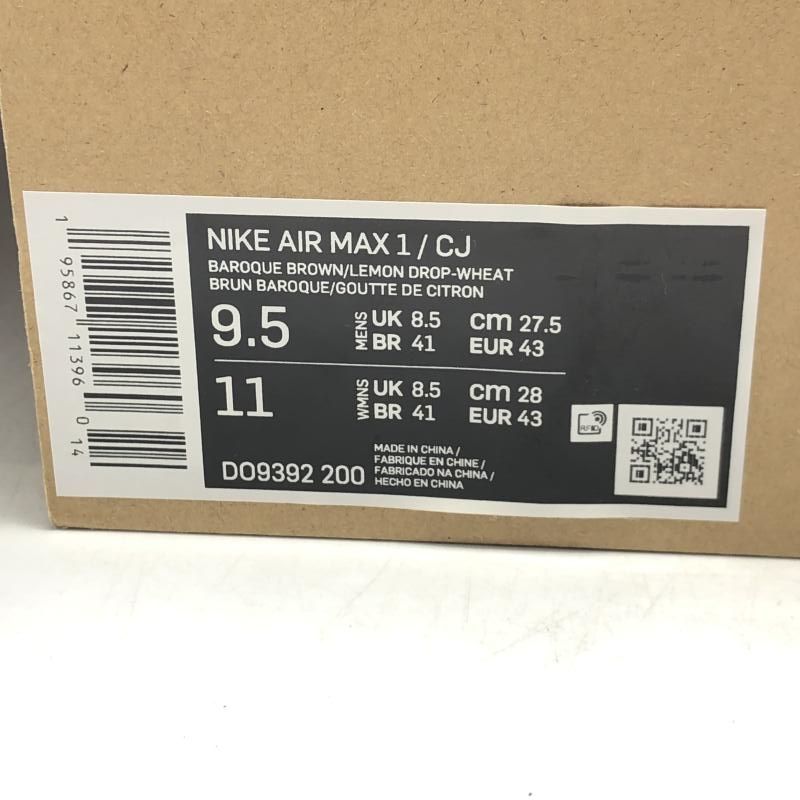 1 95867 11396 0 14
NIKE AIR MAX 1 / CJ
BAROQUE BROWN/LEMON DROP-WHEAT
BRUN BAROQUE/GOUTTE DE CITRON
9.5 MENS UK 8.5 cm 27.5
BR 41 EUR 43
11 WMNS UK 8.5 cm 28
BR 41 EUR 43
RFID
DO9392 200
MADE IN CHINA /
FABRIQUE EN CHINE /
FABRICADO NA CHINA /
HECHO EN CHINA